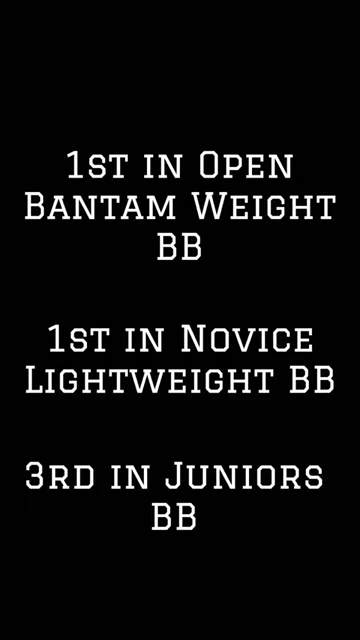 1st in Open
Bantam Weight
BB
1st in Novice
Lightweight BB
3rd in Juniors
BB